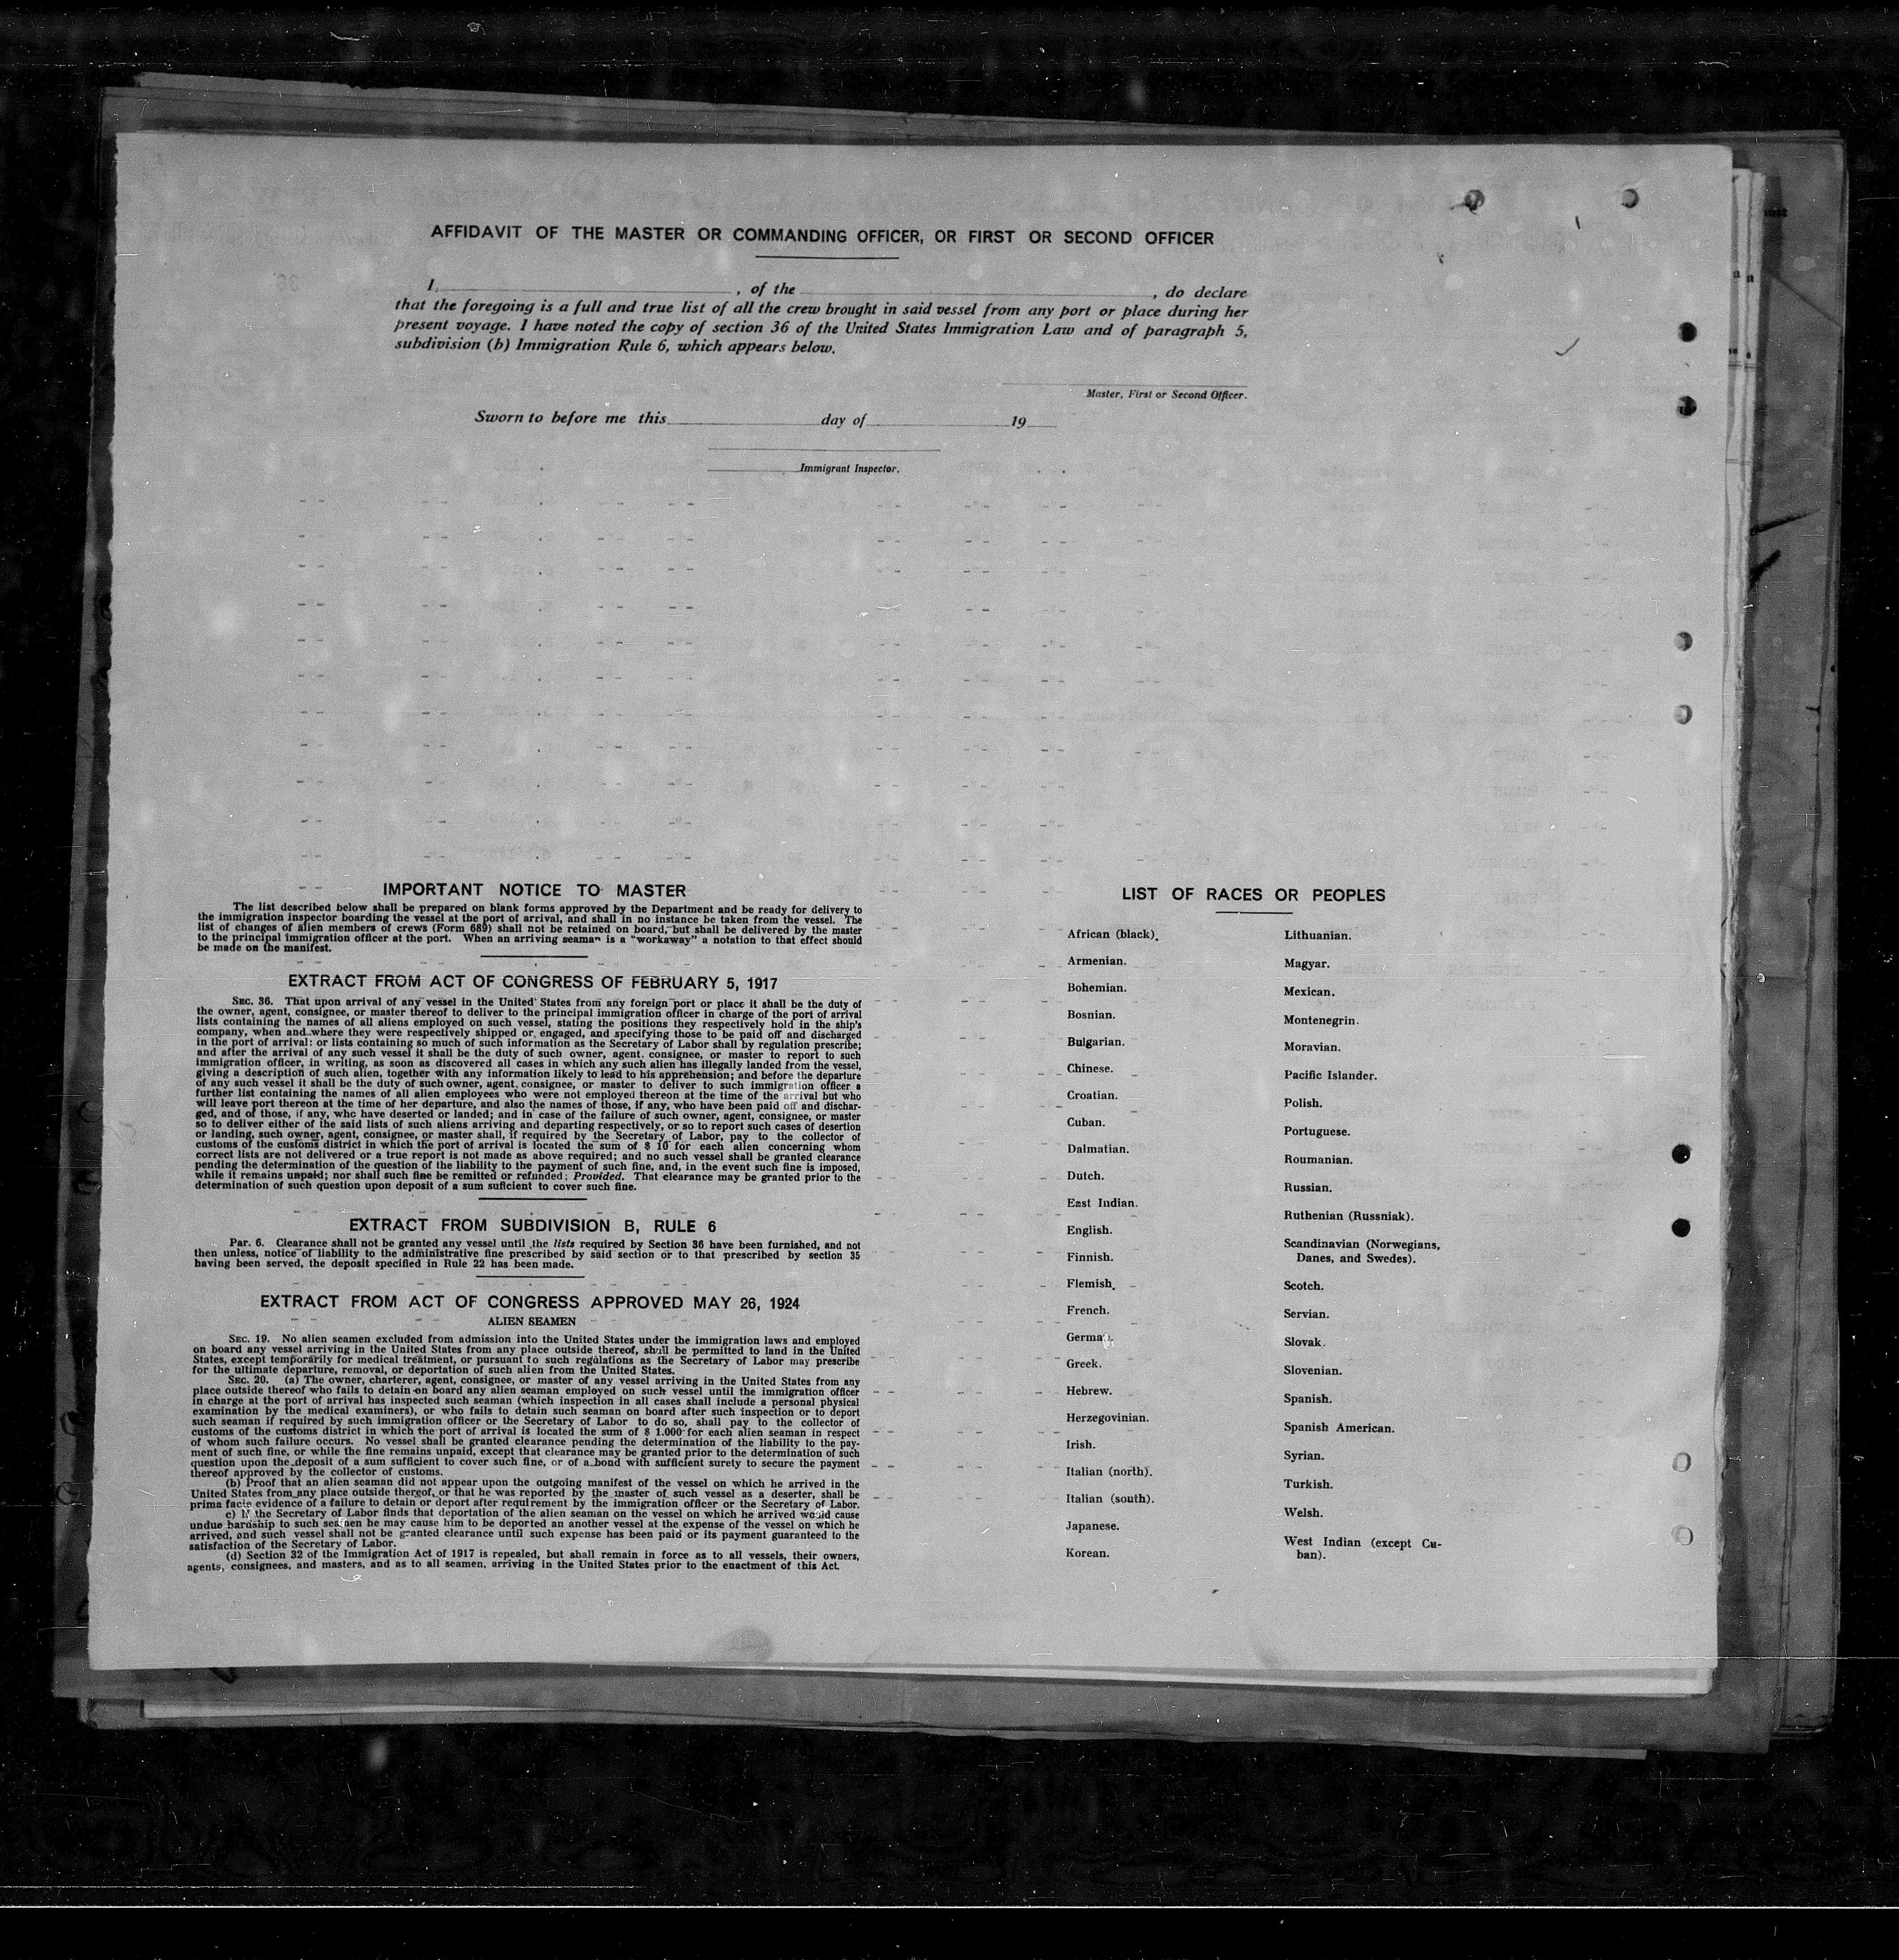 AFFIDAVIT OF THE MASTER OR COMMANDING OFFICER, OR FIRST OR SECOND OFFICER
I, , of the , do declare
that the foregoing is a full and true list of all the crew brought in said vessel from any port or place during her
present voyage. I have noted the copy of section 36 of the United States Immigration Law and of paragraph 5,
subdivision (b) Immigration Rule 6, which appears below.
Master, First or Second Officer.
Sworn to before me this day of 19
Immigrant Inspector.
IMPORTANT NOTICE TO MASTER
The list described below shall be prepared on blank forms approved by the Department and be ready for delivery to
the immigration inspector boarding the vessel at the port of arrival, and shall in no instance be taken from the vessel. The
list of changes of alien members of crews (Form 689) shall not be retained on board, but shall be delivered by the master
to the principal immigration officer at the port. When an arriving seaman is a "workaway" a notation to that effect should
be made on the manifest.
EXTRACT FROM ACT OF CONGRESS OF FEBRUARY 5, 1917
SEC. 36. That upon arrival of any vessel in the United States from any foreign port or place it shall be the duty of
the owner, agent, consignee, or master thereof to deliver to the principal immigration officer in charge of the port of arrival
lists containing the names of all aliens employed on such vessel, stating the positions they respectively hold in the ship's
company, when and where they were respectively shipped or engaged, and specifying those to be paid off and discharged
in the port of arrival: or lists containing so much of such information as the Secretary of Labor shall by regulation prescribe;
and after the arrival of any such vessel it shall be the duty of such owner, agent, consignee, or master to report to such
immigration officer, in writing, as soon as discovered all cases in which any such alien has illegally landed from the vessel,
giving a description of such alien, together with any information likely to lead to his apprehension; and before the departure
of any such vessel it shall be the duty of such owner, agent, consignee, or master to deliver to such immigration officer a
further list containing the names of all alien employees who were not employed thereon at the time of the arrival but who
will leave port thereon at the time of her departure, and also the names of those, if any, who have been paid off and dischar-
ged, and of those, if any, who have deserted or landed; and in case of the failure of such owner, agent, consignee, or master
so to deliver either of the said lists of such aliens arriving and departing respectively, or so to report such cases of desertion
or landing, such owner, agent, consignee, or master shall, if required by the Secretary of Labor, pay to the collector of
customs of the customs district in which the port of arrival is located the sum of $ 10 for each alien concerning whom
correct lists are not delivered or a true report is not made as above required; and no such vessel shall be granted clearance
pending the determination of the question of the liability to the payment of such fine, and, in the event such fine is imposed,
while it remains unpaid; nor shall such fine be remitted or refunded; Provided. That clearance may be granted prior to the
determination of such question upon deposit of a sum suficient to cover such fine.
EXTRACT FROM SUBDIVISION B, RULE 6
Par. 6. Clearance shall not be granted any vessel until the lists required by Section 36 have been furnished, and not
then unless, notice of liability to the administrative fine prescribed by said section or to that prescribed by section 35
having been served, the deposit specified in Rule 22 has been made.
EXTRACT FROM ACT OF CONGRESS APPROVED MAY 26, 1924
ALIEN SEAMEN
SEC. 19. No alien seamen excluded from admission into the United States under the immigration laws and employed
on board any vessel arriving in the United States from any place outside thereof, shall be permitted to land in the United
States, except temporarily for medical treatment, or pursuant to such regulations as the Secretary of Labor may prescribe
for the ultimate departure, removal, or deportation of such alien from the United States.
SEC. 20. (a) The owner, charterer, agent, consignee, or master of any vessel arriving in the United States from any
place outside thereof who fails to detain on board any alien seaman employed on such vessel until the immigration officer
in charge at the port of arrival has inspected such seaman (which inspection in all cases shall include a personal physical
examination by the medical examiners), or who fails to detain such seaman on board after such inspection or to deport
such seaman if required by such immigration officer or the Secretary of Labor to do so, shall pay to the collector of
customs of the customs district in which the port of arrival is located the sum of $ 1.000 for each alien seaman in respect
of whom such failure occurs. No vessel shall be granted clearance pending the determination of the liability to the pay-
ment of such fine, or while the fine remains unpaid, except that clearance may be granted prior to the determination of such
question upon the deposit of a sum sufficient to cover such fine, or of a bond with sufficient surety to secure the payment
thereof approved by the collector of customs.
(b) Proof that an alien seaman did not appear upon the outgoing manifest of the vessel on which he arrived in the
United States from any place outside thereof, or that he was reported by the master of such vessel as a deserter, shall be
prima facie evidence of a failure to detain or deport after requirement by the immigration officer or the Secretary of Labor.
c) If the Secretary of Labor finds that deportation of the alien seaman on the vessel on which he arrived would cause
undue hardship to such seamen he may cause him to be deported an another vessel at the expense of the vessel on which he
arrived, and such vessel shall not be granted clearance until such expense has been paid or its payment guaranteed to the
satisfaction of the Secretary of Labor.
(d) Section 32 of the Immigration Act of 1917 is repealed, but shall remain in force as to all vessels, their owners,
agents, consignees, and masters, and as to all seamen, arriving in the United States prior to the enactment of this Act.
LIST OF RACES OR PEOPLES
African (black).
Armenian.
Bohemian.
Bosnian.
Bulgarian.
Chinese.
Croatian.
Cuban.
Dalmatian.
Dutch.
East Indian.
English.
Finnish.
Flemish.
French.
German.
Greek.
Hebrew.
Herzegovinian.
Irish.
Italian (north).
Italian (south).
Japanese.
Korean.
Lithuanian.
Magyar.
Mexican.
Montenegrin.
Moravian.
Pacific Islander.
Polish.
Portuguese.
Roumanian.
Russian.
Ruthenian (Russniak).
Scandinavian (Norwegians,
Danes, and Swedes).
Scotch.
Servian.
Slovak.
Slovenian.
Spanish.
Spanish American.
Syrian.
Turkish.
Welsh.
West Indian (except Cu-
ban).